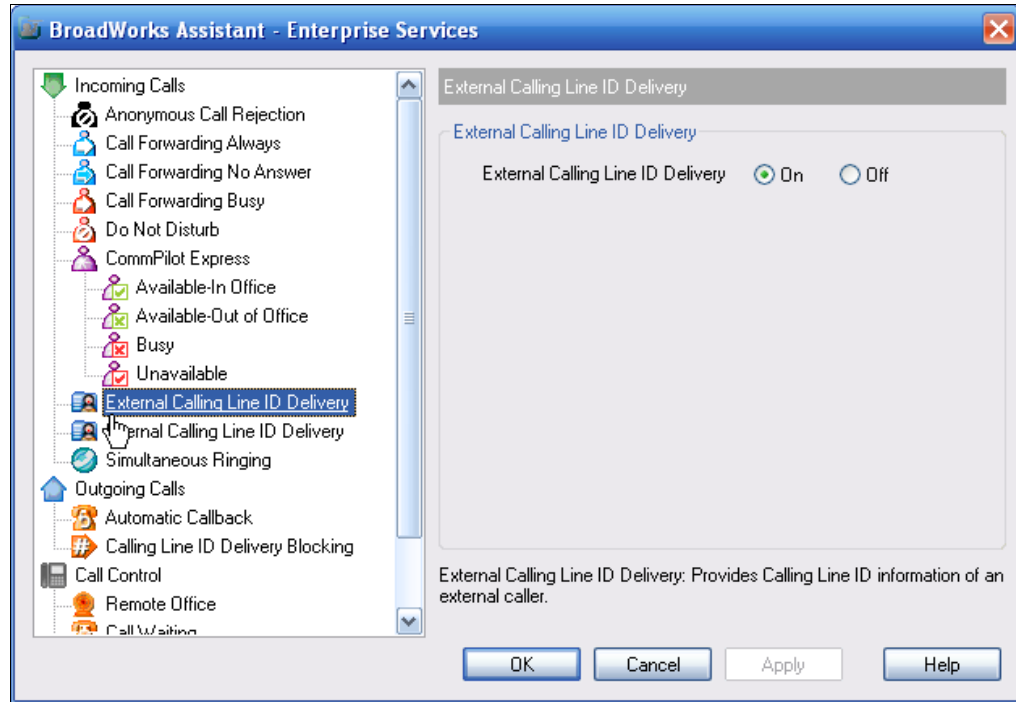 BroadWorks Assistant - Enterprise Services
Incoming Calls
Anonymous Call Rejection
Call Forwarding Always
Call Forwarding No Answer
Call Forwarding Busy
Do Not Disturb
CommPilot Express
Available-In Office
Available-Out of Office
Busy
Unavailable
External Calling Line ID Delivery
Calling Line ID Delivery
Simultaneous Ringing
Outgoing Calls
Automatic Callback
Calling Line ID Delivery Blocking
Call Control
Remote Office
Call Waiting
External Calling Line ID Delivery
External Calling Line ID Delivery
External Calling Line ID Delivery
On
Off
External Calling Line ID Delivery: Provides Calling Line ID information of an
external caller.
OK
Cancel
Apply
Help